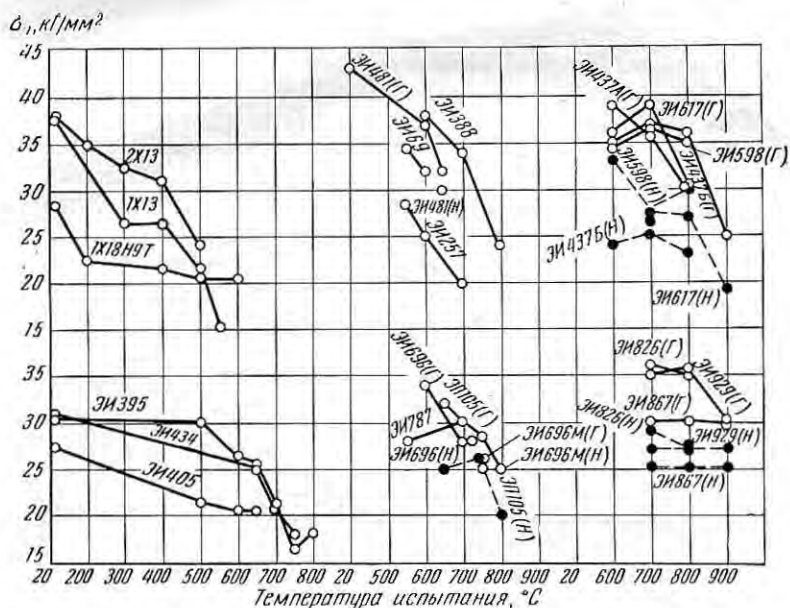 σ₋₁, кГ/мм²
45
40
35
30
25
20
15
35
30
25
20
15
2Х13
1Х13
1Х18Н9Т
ЭИ481(Г)
ЭИ388
ЭИ69
ЭИ481(Н)
ЭИ257
ЭИ437А(Г)
ЭИ617(Г)
ЭИ598(Г)
ЭИ437Б(Г)
ЭИ598(Н)
ЭИ437Б(Н)
ЭИ617(Н)
ЭИ395
ЭИ434
ЭИ405
ЭИ696(Г)
ЭП105(Г)
ЭИ787
ЭИ696(Н)
ЭИ696М(Г)
ЭИ696М(Н)
ЭП105(Н)
ЭИ826(Г)
ЭИ929(Г)
ЭИ867(Г)
ЭИ826(Н)
ЭИ929(Н)
ЭИ867(Н)
20 200 300 400 500 600 700 800 20 500 600 700 800 20 600 700 800 900
Температура испытания, °С